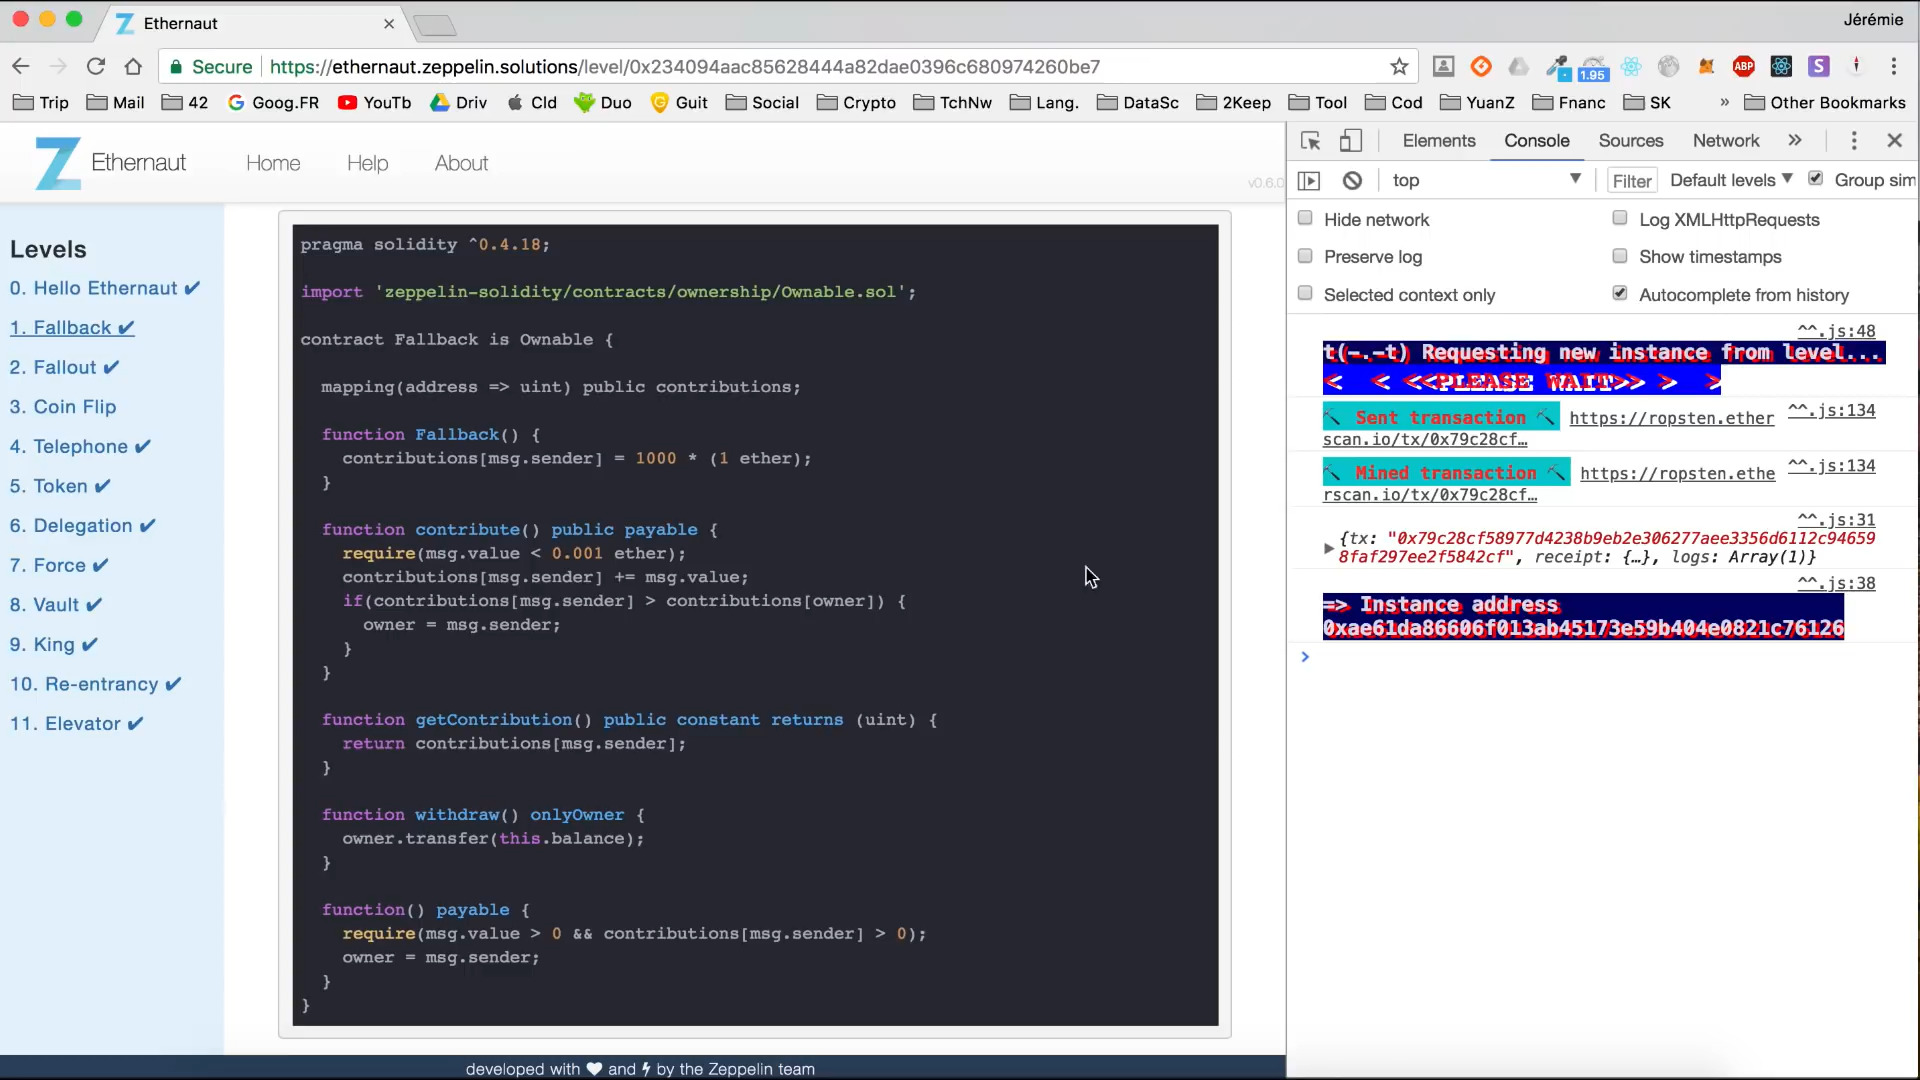 Ethernaut
Jérémie
Secure https://ethernaut.zeppelin.solutions/level/0x234094aac85628444a82dae0396c680974260be7
1.95
ABP
S
Trip Mail 42 Goog.FR YouTb Driv Cld Duo Guit Social Crypto TchNw Lang. DataSc 2Keep Tool Cod YuanZ Fnanc SK » Other Bookmarks
Ethernaut Home Help About
v0.6.0
Levels
0. Hello Ethernaut ✔
1. Fallback ✔
2. Fallout ✔
3. Coin Flip
4. Telephone ✔
5. Token ✔
6. Delegation ✔
7. Force ✔
8. Vault ✔
9. King ✔
10. Re-entrancy ✔
11. Elevator ✔
pragma solidity ^0.4.18;
import 'zeppelin-solidity/contracts/ownership/Ownable.sol';
contract Fallback is Ownable {
mapping(address => uint) public contributions;
function Fallback() {
contributions[msg.sender] = 1000 * (1 ether);
}
function contribute() public payable {
require(msg.value < 0.001 ether);
contributions[msg.sender] += msg.value;
if(contributions[msg.sender] > contributions[owner]) {
owner = msg.sender;
}
}
function getContribution() public constant returns (uint) {
return contributions[msg.sender];
}
function withdraw() onlyOwner {
owner.transfer(this.balance);
}
function() payable {
require(msg.value > 0 && contributions[msg.sender] > 0);
owner = msg.sender;
}
}
developed with ♥ and ⚡ by the Zeppelin team
Elements Console Sources Network »
top Filter Default levels Group sim
Hide network
Log XMLHttpRequests
Preserve log
Show timestamps
Selected context only
Autocomplete from history
^^.js:48
t(-.-t) Requesting new instance from level...
< < <<PLEASE WAIT>> > >
Sent transaction https://ropsten.ether ^^.js:134
scan.io/tx/0x79c28cf…
Mined transaction https://ropsten.ethe ^^.js:134
rscan.io/tx/0x79c28cf…
^^.js:31
{tx: "0x79c28cf58977d4238b9eb2e306277aee3356d6112c94659
8faf297ee2f5842cf", receipt: {…}, logs: Array(1)}
^^.js:38
=> Instance address
0xae61da86606f013ab45173e59b404e0821c76126